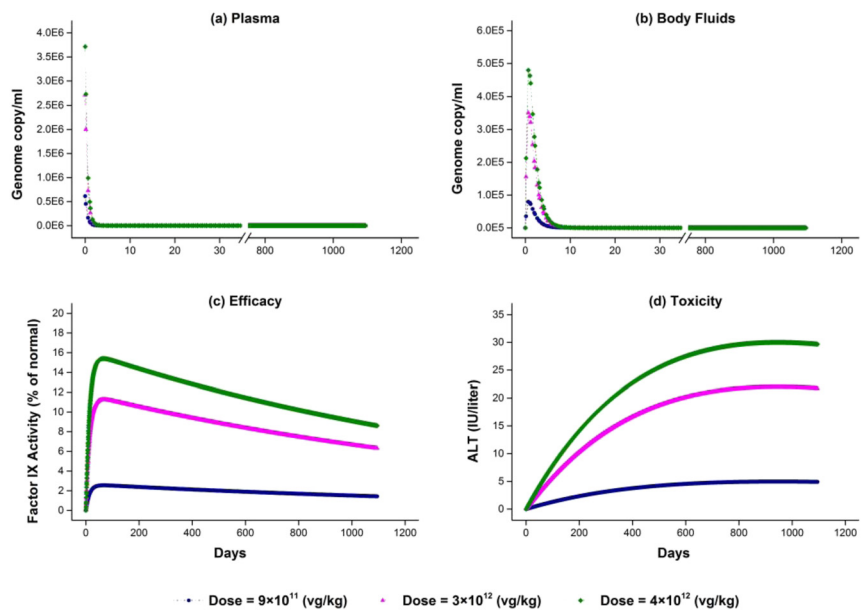 (a) Plasma
Genome copy/ml
4.0E6
3.5E6
3.0E6
2.5E6
2.0E6
1.5E6
1.0E6
5.0E5
0.0E6
0 10 20 30 800 1000 1200
(b) Body Fluids
Genome copy/ml
6.0E5
5.0E5
4.0E5
3.0E5
2.0E5
1.0E5
0.0E5
0 10 20 30 800 1000 1200
(c) Efficacy
Factor IX Activity (% of normal)
20
18
16
14
12
10
8
6
4
2
0
0 200 400 600 800 1000 1200
Days
(d) Toxicity
ALT (IU/liter)
35
30
25
20
15
10
5
0
0 200 400 600 800 1000 1200
Days
Dose = 9×10¹¹ (vg/kg) Dose = 3×10¹² (vg/kg) Dose = 4×10¹² (vg/kg)